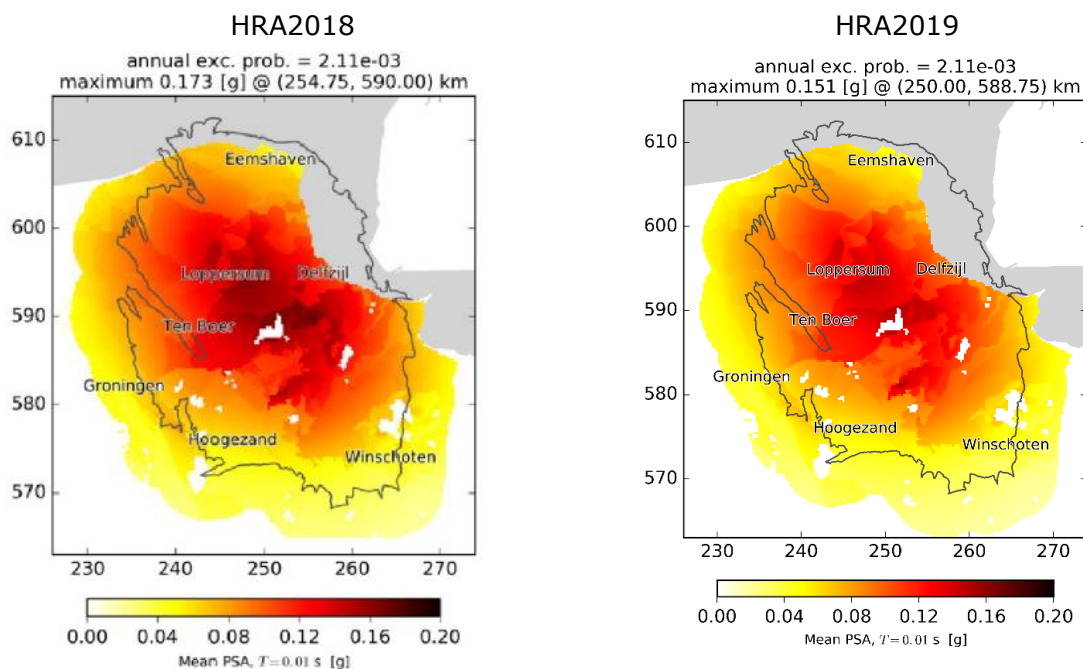 HRA2018
annual exc. prob. = 2.11e-03
maximum 0.173 [g] @ (254.75, 590.00) km
610
600
590
580
570
Eemshaven
Loppersum
Delfzijl
Ten Boer
Groningen
Hoogezand
Winschoten
230 240 250 260 270
0.00 0.04 0.08 0.12 0.16 0.20
Mean PSA, T=0.01 s [g]
HRA2019
annual exc. prob. = 2.11e-03
maximum 0.151 [g] @ (250.00, 588.75) km
610
600
590
580
570
Eemshaven
Loppersum
Delfzijl
Ten Boer
Groningen
Hoogezand
Winschoten
230 240 250 260 270
0.00 0.04 0.08 0.12 0.16 0.20
Mean PSA, T=0.01 s [g]